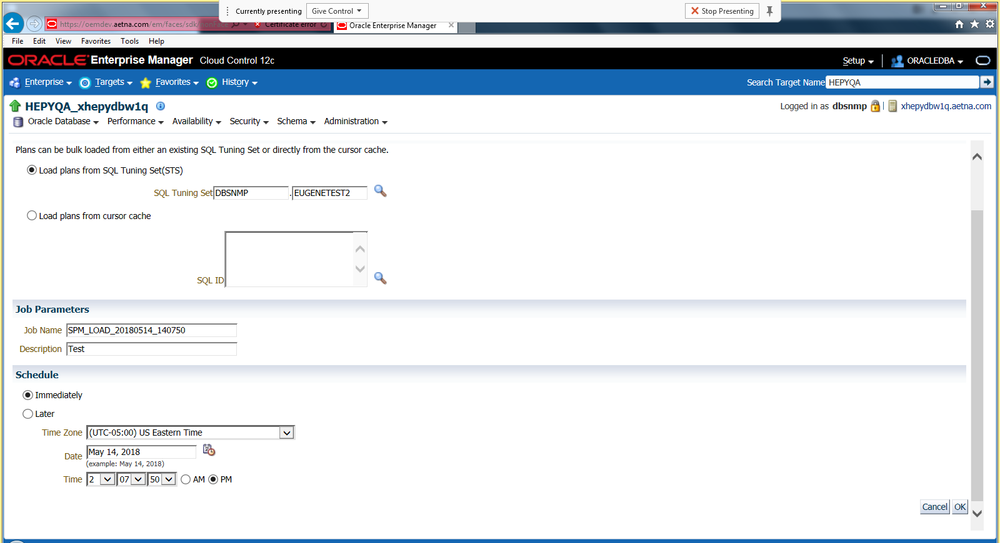 Currently presenting Give Control Stop Presenting
https://oemdev.aetna.com/em/faces/sdk/nonFace Certificate error Oracle Enterprise Manager
File Edit View Favorites Tools Help
ORACLE Enterprise Manager Cloud Control 12c Setup ORACLEDBA
Enterprise Targets Favorites History Search Target Name HEPYQA
HEPYQA_xhepydbw1q Logged in as dbsnmp xhepydbw1q.aetna.com
Oracle Database Performance Availability Security Schema Administration
Plans can be bulk loaded from either an existing SQL Tuning Set or directly from the cursor cache.
Load plans from SQL Tuning Set(STS)
SQL Tuning Set DBSNMP . EUGENETEST2
Load plans from cursor cache
SQL ID
Job Parameters
Job Name SPM_LOAD_20180514_140750
Description Test
Schedule
Immediately
Later
Time Zone (UTC-05:00) US Eastern Time
Date May 14, 2018
(example: May 14, 2018)
Time 2 07 50 AM PM
Cancel OK